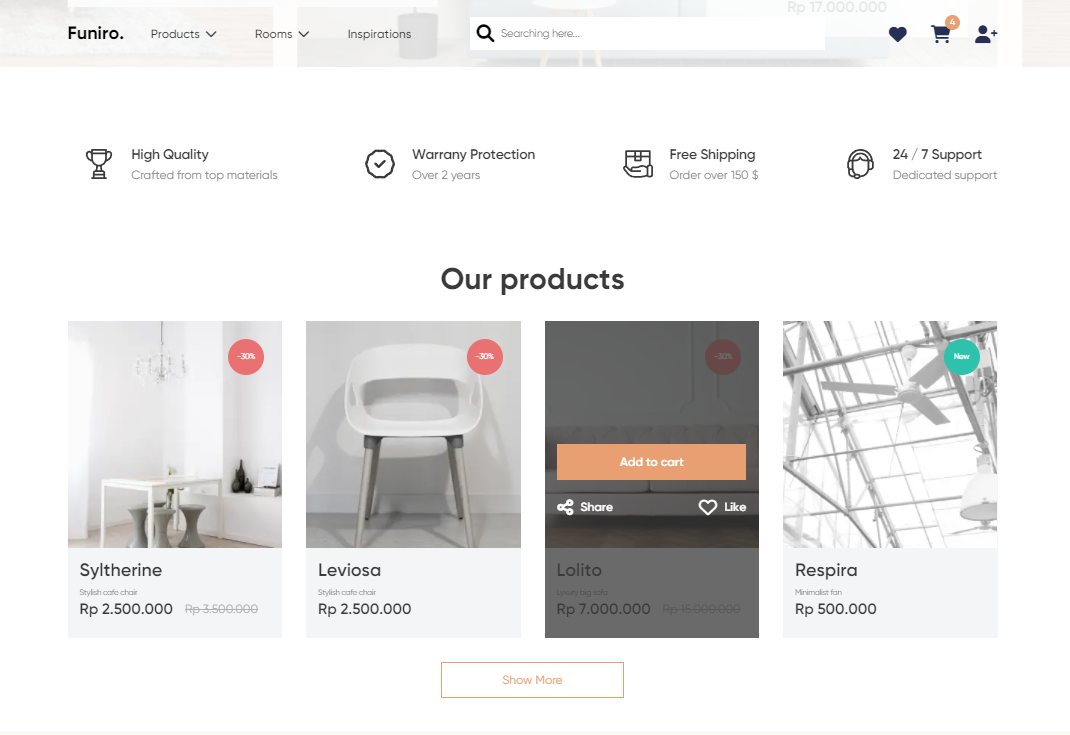 Rp 17.000.000
Funiro. Products Rooms Inspirations Searching here... 4
High Quality
Crafted from top materials
Warrany Protection
Over 2 years
Free Shipping
Order over 150 $
24 / 7 Support
Dedicated support
Our products
-30%
Syltherine
Stylish cafe chair
Rp 2.500.000 Rp 3.500.000
-30%
Leviosa
Stylish cafe chair
Rp 2.500.000
-30%
Add to cart
Share Like
Lolito
Luxury big sofa
Rp 7.000.000 Rp 15.000.000
New
Respira
Minimalist fan
Rp 500.000
Show More